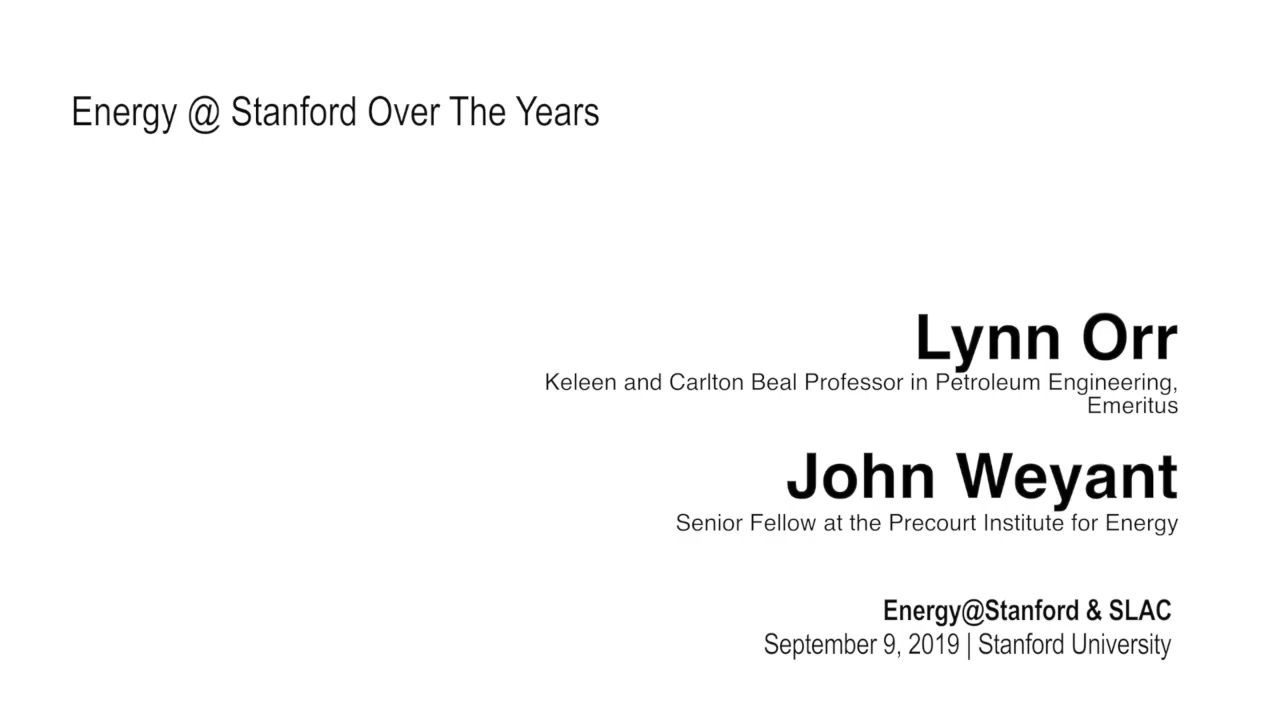 Energy @ Stanford Over The Years
Lynn Orr
Keleen and Carlton Beal Professor in Petroleum Engineering,
Emeritus
John Weyant
Senior Fellow at the Precourt Institute for Energy
Energy@Stanford & SLAC
September 9, 2019 | Stanford University